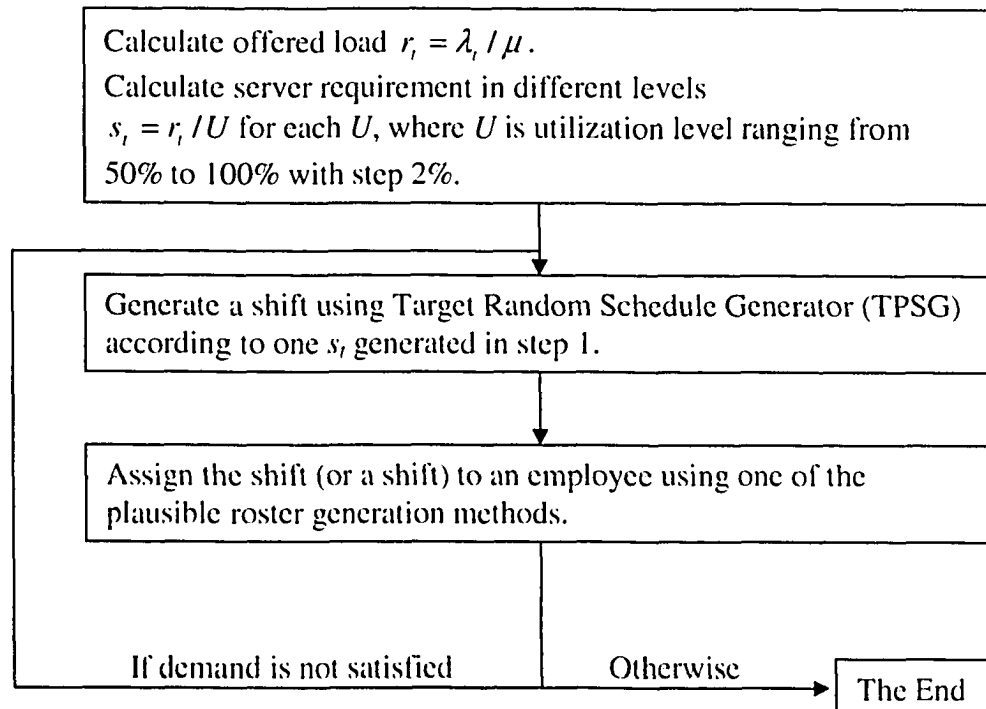 Calculate offered load r_t = λ_t / μ.
Calculate server requirement in different levels
s_t = r_t / U for each U, where U is utilization level ranging from
50% to 100% with step 2%.
Generate a shift using Target Random Schedule Generator (TPSG)
according to one s_t generated in step 1.
Assign the shift (or a shift) to an employee using one of the
plausible roster generation methods.
If demand is not satisfied
Otherwise
The End